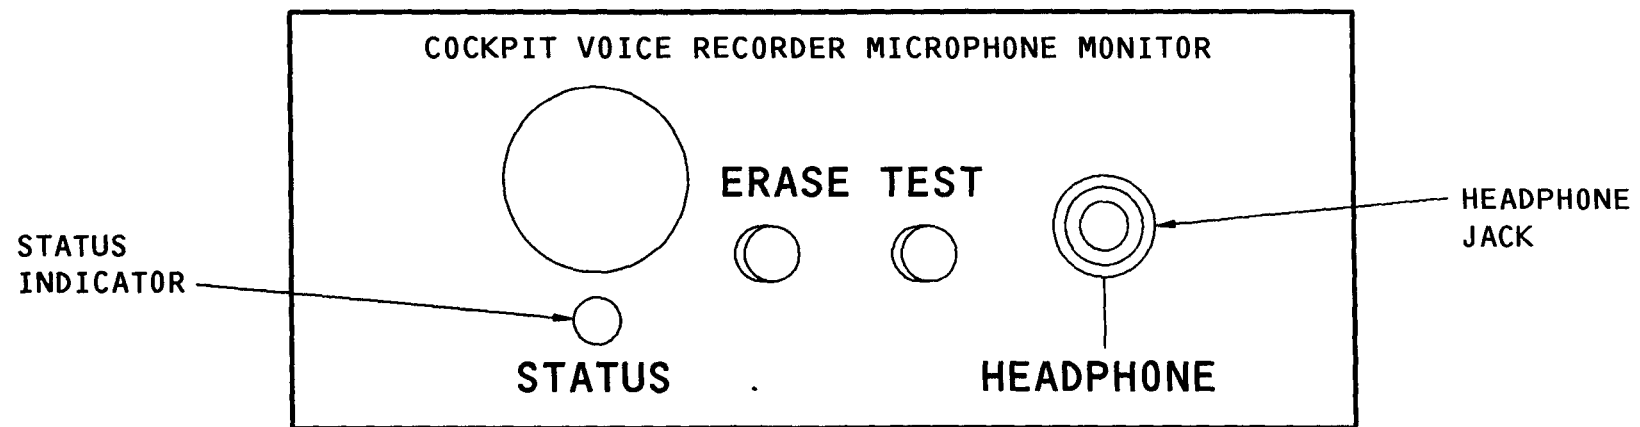 COCKPIT VOICE RECORDER MICROPHONE MONITOR
ERASE TEST
HEADPHONE
JACK
STATUS
INDICATOR
STATUS
HEADPHONE